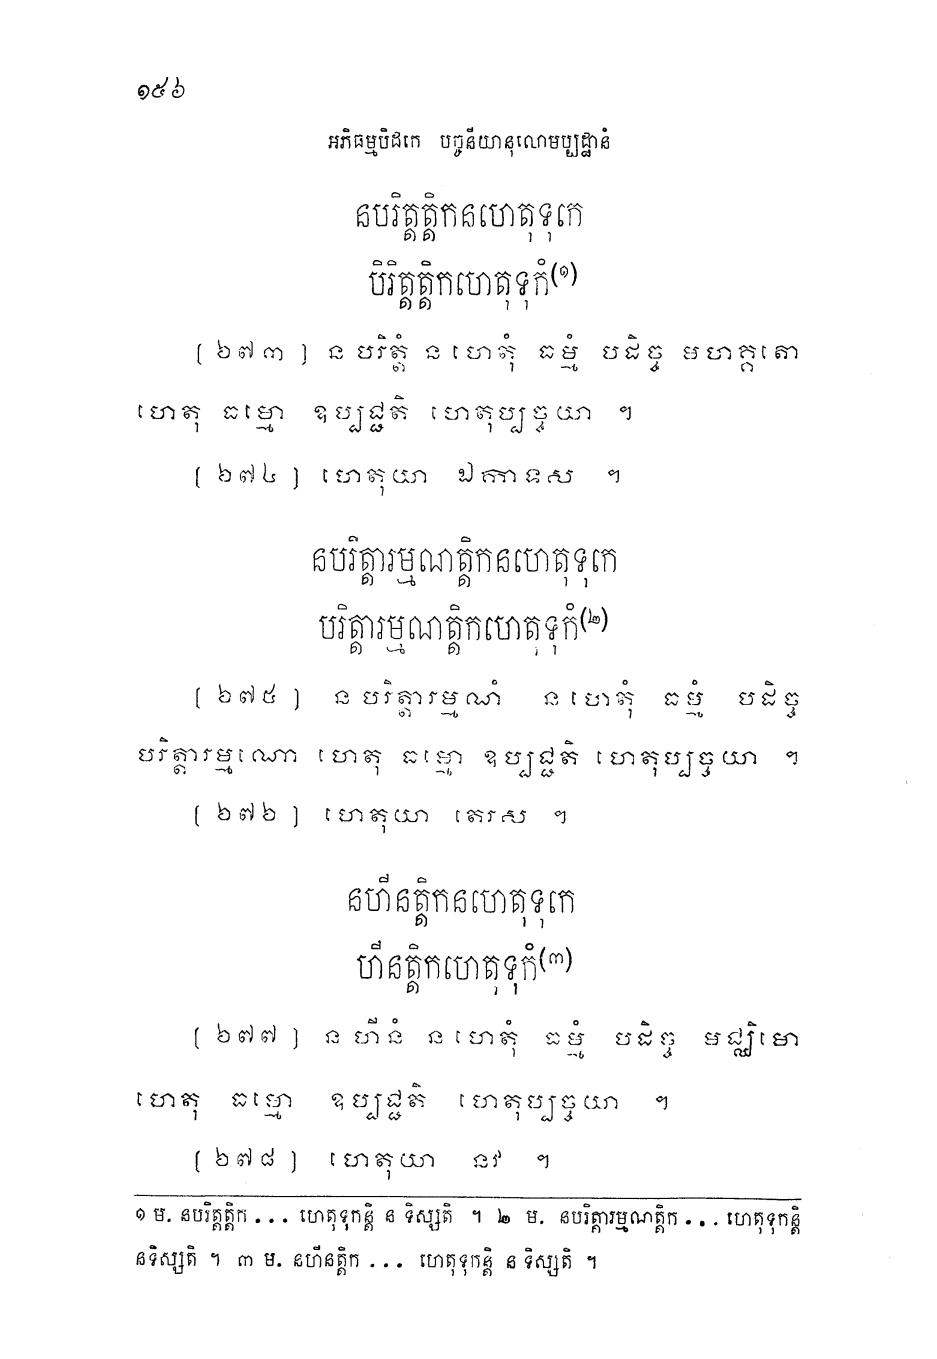 ១៥៦
អភិធម្មបិដកេ បច្ចនីយានុលោមប្បដ្ឋានំ
នបរិត្តត្តិកនហេតុទុកេ
បិរិត្តត្តិកហេតុទុកំ(១)
[ ២៧៣ ] ន បរិត្តំ ន ហេតុំ ធម្មំ បដិច្ច មហគ្គតោ
ហេតុ ធម្មោ ឧប្បជ្ជតិ ហេតុប្បច្ចយា ។
[ ២៧៤ ] ហេតុយា ឯកាទស ។
នបរិត្តារម្មណត្តិកនហេតុទុកេ
បរិត្តារម្មណត្តិកហេតុទុកំ(២)
[ ២៧៥ ] ន បរិត្តារម្មណំ ន ហេតុំ ធម្មំ បដិច្ច
បរិត្តារម្មណោ ហេតុ ធម្មោ ឧប្បជ្ជតិ ហេតុប្បច្ចយា ។
[ ២៧៦ ] ហេតុយា តេរស ។
នហីនត្តិកនហេតុទុកេ
ហីនត្តិកហេតុទុកំ(៣)
[ ២៧៧ ] ន ហីនំ ន ហេតុំ ធម្មំ បដិច្ច មជ្ឈិមោ
ហេតុ ធម្មោ ឧប្បជ្ជតិ ហេតុប្បច្ចយា ។
[ ២៧៨ ] ហេតុយា នវ ។
១ ម. នបរិត្តត្តិក ... ហេតុទុកន្តិ ន ទិស្សតិ ។ ២ ម. នបរិត្តារម្មណត្តិក ... ហេតុទុកន្តិ
នទិស្សតិ ។ ៣ ម. នហីនត្តិក ... ហេតុទុកន្តិ ន ទិស្សតិ ។